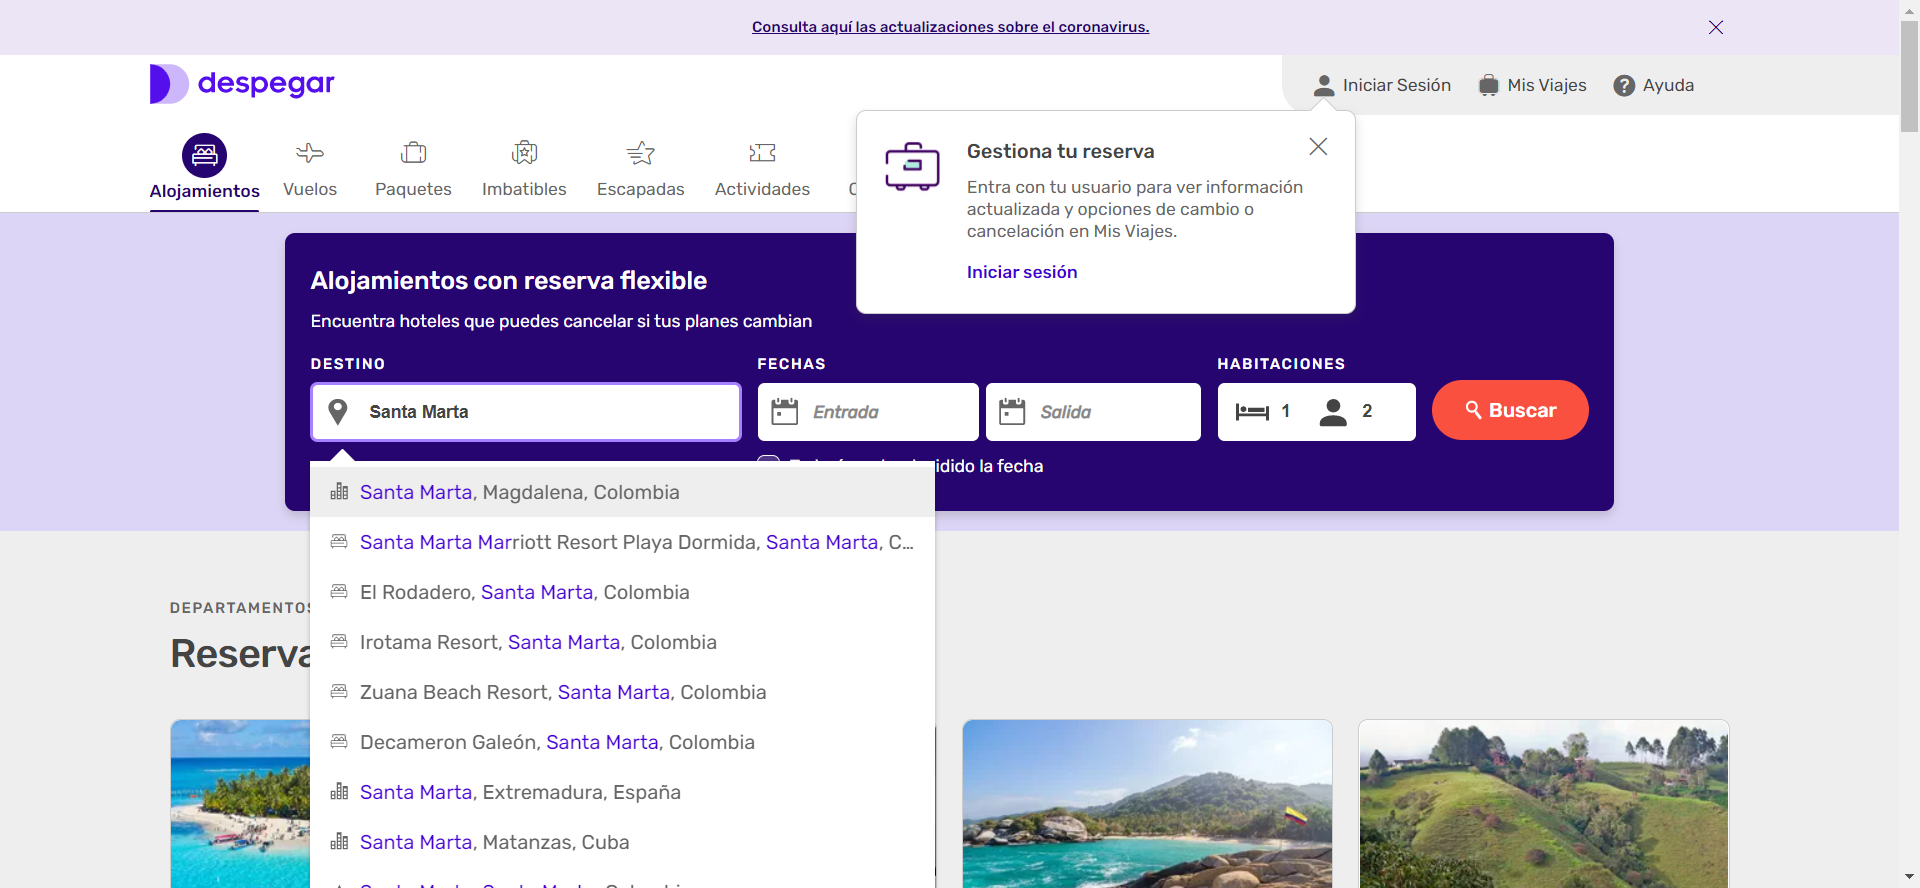 Consulta aquí las actualizaciones sobre el coronavirus.
despegar
Iniciar Sesión
Mis Viajes
Ayuda
Alojamientos
Vuelos
Paquetes
Imbatibles
Escapadas
Actividades
Gestiona tu reserva
Entra con tu usuario para ver información
actualizada y opciones de cambio o
cancelación en Mis Viajes.
Iniciar sesión
Alojamientos con reserva flexible
Encuentra hoteles que puedes cancelar si tus planes cambian
DESTINO
FECHAS
HABITACIONES
Santa Marta
Entrada
Salida
1
2
Buscar
la fecha
Santa Marta, Magdalena, Colombia
Santa Marta Marriott Resort Playa Dormida, Santa Marta, C...
El Rodadero, Santa Marta, Colombia
Irotama Resort, Santa Marta, Colombia
Zuana Beach Resort, Santa Marta, Colombia
Decameron Galeón, Santa Marta, Colombia
Santa Marta, Extremadura, España
Santa Marta, Matanzas, Cuba
DEPARTAMENTOS
Reserva